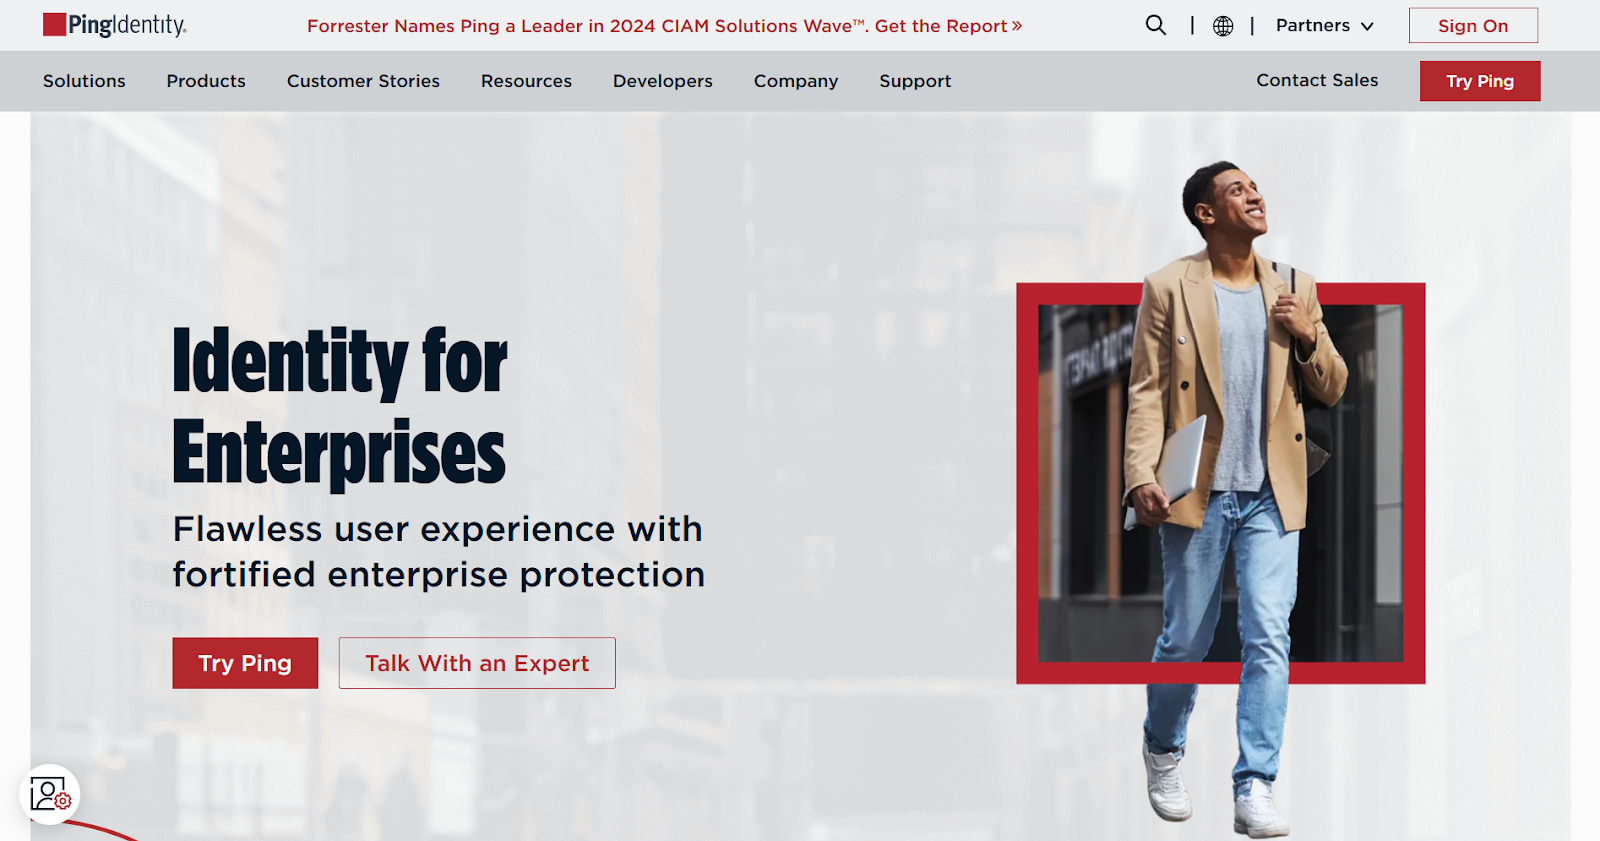 PingIdentity.
Forrester Names Ping a Leader in 2024 CIAM Solutions Wave™. Get the Report »
Partners
Sign On
Solutions
Products
Customer Stories
Resources
Developers
Company
Support
Contact Sales
Try Ping
Identity for
Enterprises
Flawless user experience with
fortified enterprise protection
Try Ping
Talk With an Expert